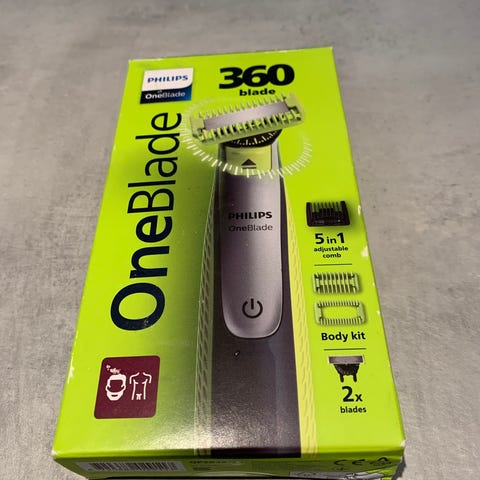 PHILIPS
OneBlade
360
blade
OneBlade
PHILIPS
OneBlade
5 in 1
adjustable
comb
Body kit
2x
blades